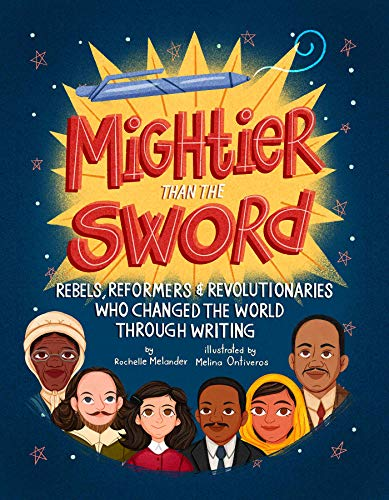 MiGHtieR
THAN THE
SWORD
REBELS, REFORMERS & REVOLUTIONARIES
WHO CHANGED THE WORLD
THROUGH WRITING
by
Rochelle Melander
illustrated by
Melina Ontiveros